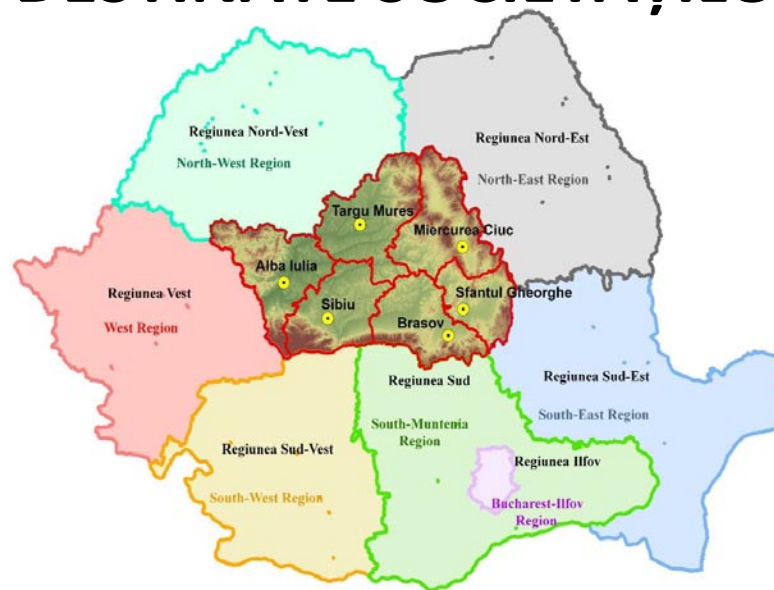 Regiunea Nord-Vest
North-West Region
Regiunea Nord-Est
North-East Region
Targu Mures
Miercurea Ciuc
Alba Iulia
Sfantul Gheorghe
Sibiu
Brasov
Regiunea Vest
West Region
Regiunea Sud
South-Muntenia
Region
Regiunea Sud-Est
South-East Region
Regiunea Sud-Vest
South-West Region
Regiunea Ilfov
Bucharest-Ilfov
Region